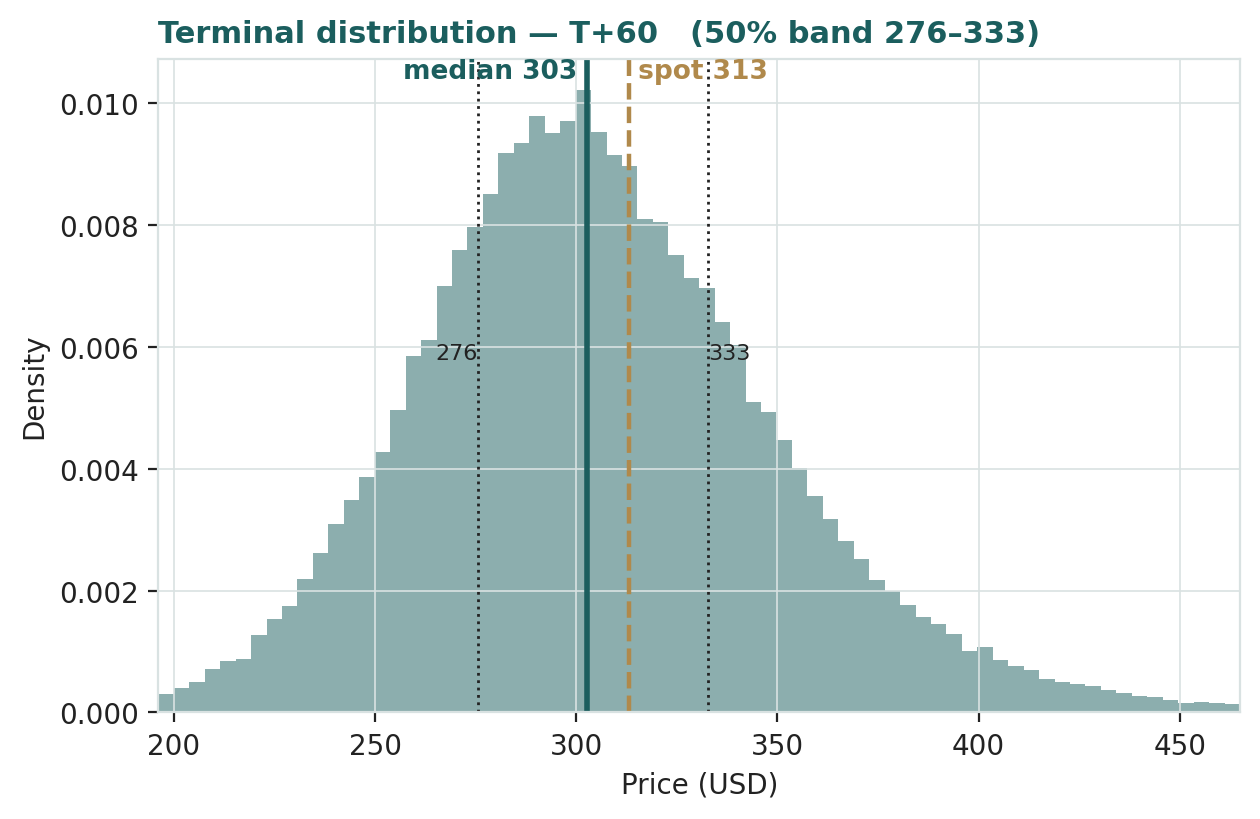 Terminal distribution — T+60 (50% band 276–333)
median 303
spot 313
0.010
0.008
0.006
0.004
0.002
0.000
Density
276
333
200
250
300
350
400
450
Price (USD)